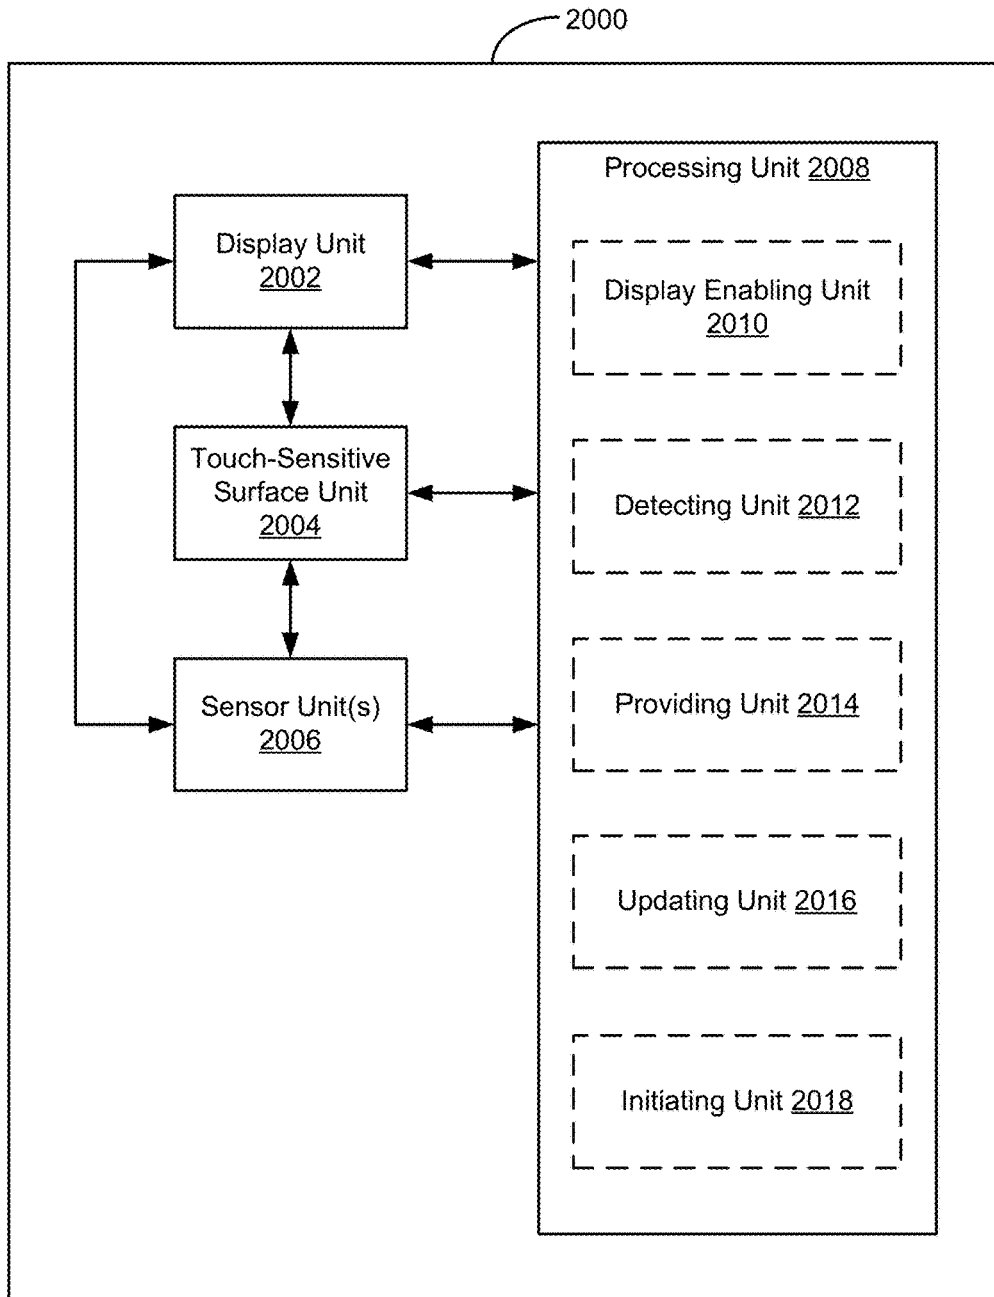 2000
Processing Unit 2008
Display Unit
2002
Display Enabling Unit
2010
Touch-Sensitive
Surface Unit
2004
Detecting Unit 2012
Sensor Unit(s)
2006
Providing Unit 2014
Updating Unit 2016
Initiating Unit 2018